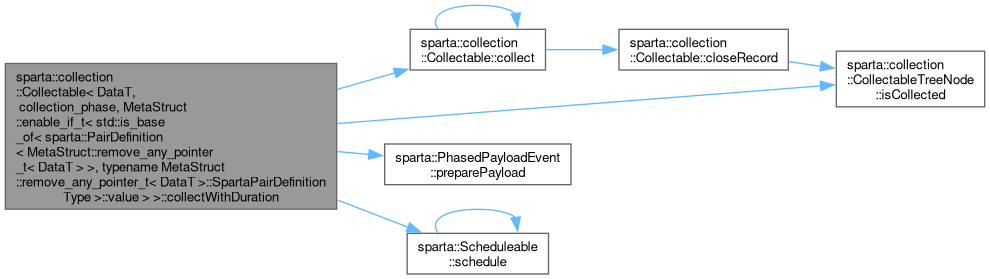 sparta::collection
::Collectable< DataT,
collection_phase, MetaStruct
::enable_if_t< std::is_base
_of< sparta::PairDefinition
< MetaStruct::remove_any_pointer
_t< DataT > >, typename MetaStruct
::remove_any_pointer_t< DataT >::SpartaPairDefinition
Type >::value > >::collectWithDuration
sparta::collection
::Collectable::collect
sparta::collection
::Collectable::closeRecord
sparta::collection
::CollectableTreeNode
::isCollected
sparta::PhasedPayloadEvent
::preparePayload
sparta::Scheduleable
::schedule